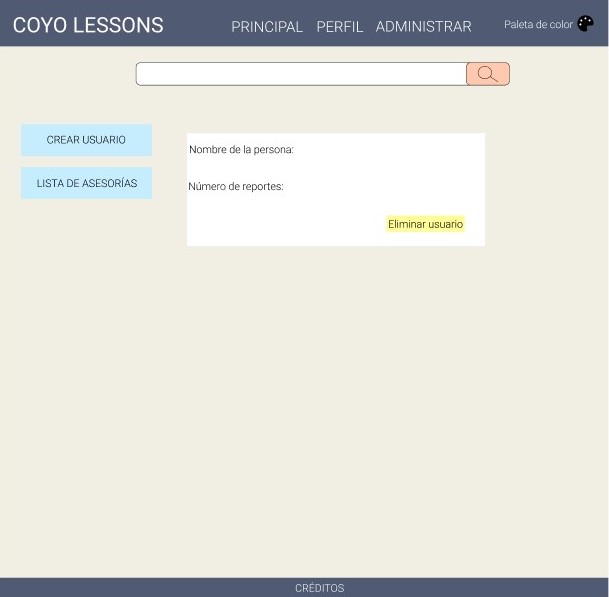 COYO LESSONS
PRINCIPAL PERFIL ADMINISTRAR
Paleta de color
CREAR USUARIO
LISTA DE ASESORÍAS
Nombre de la persona:
Número de reportes:
Eliminar usuario
CRÉDITOS